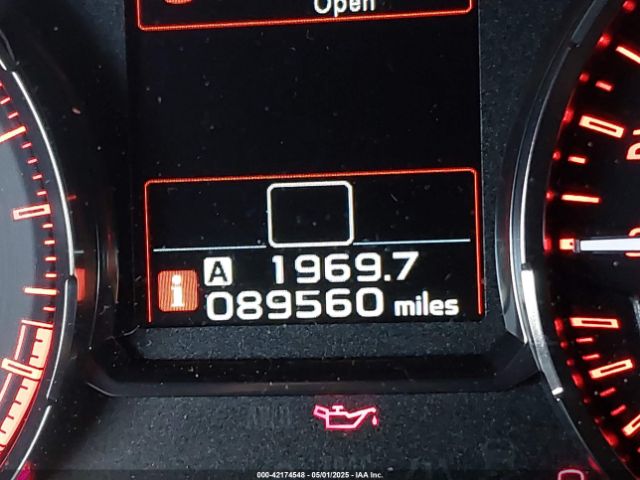 Open
A 1969.7
i 089560 miles
000-42174548 - 05/01/2025 - IAA Inc.